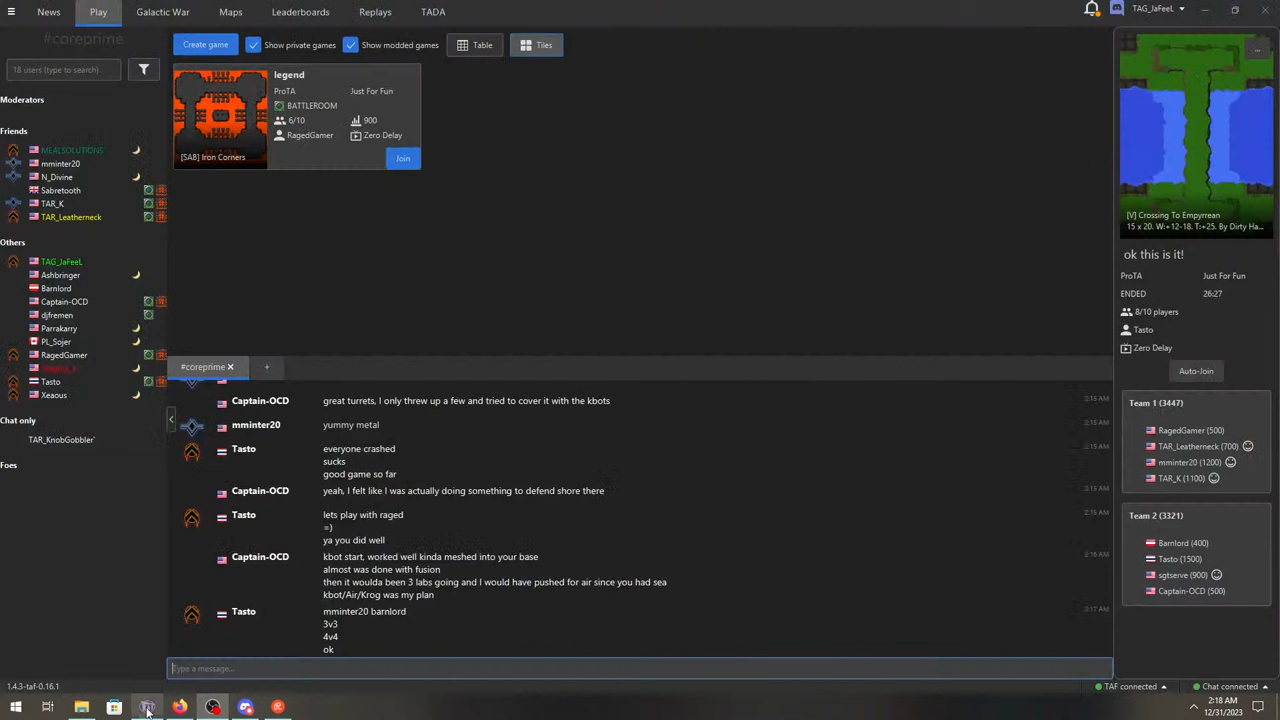 News Play Galactic War Maps Leaderboards Replays TADA TAG_JaFeeL
#coreprime
18 users (type to search)
Moderators
Friends
MEALSOLUTIONS
mminter20
N_Divine
Sabretooth
TAR_K
TAR_Leatherneck
Others
TAG_JaFeeL
Ashbringer
Barnlord
Captain-OCD
djfremen
Parrakarry
PL_Sojer
RagedGamer
Tasto
Xeaous
Chat only
TAR_KnobGobbler`
Foes
Create game Show private games Show modded games Table Tiles
legend
ProTA Just For Fun
BATTLEROOM
6/10 900
RagedGamer Zero Delay
[SAB] Iron Corners
Join
#coreprime × +
Captain-OCD great turrets, I only threw up a few and tried to cover it with the kbots 2:15 AM
mminter20 yummy metal 2:15 AM
Tasto everyone crashed 2:15 AM
sucks
good game so far
Captain-OCD yeah, I felt like I was actually doing something to defend shore there 2:15 AM
Tasto lets play with raged 2:15 AM
=)
ya you did well
Captain-OCD kbot start, worked well kinda meshed into your base 2:16 AM
almost was done with fusion
then it woulda been 3 labs going and I would have pushed for air since you had sea
kbot/Air/Krog was my plan
Tasto mminter20 barnlord 2:17 AM
3v3
4v4
ok
Type a message...
[V] Crossing To Empyrrean
15 x 20. W:+12-18. T:+25. By Dirty Ha...
ok this is it!
ProTA Just For Fun
ENDED 26:27
8/10 players
Tasto
Zero Delay
Auto-Join
Team 1 (3447)
RagedGamer (500)
TAR_Leatherneck (700)
mminter20 (1200)
TAR_K (1100)
Team 2 (3321)
Barnlord (400)
Tasto (1500)
sgtserve (900)
Captain-OCD (500)
1.4.3-taf-0.16.1 TAF connected Chat connected
2:18 AM
12/31/2023